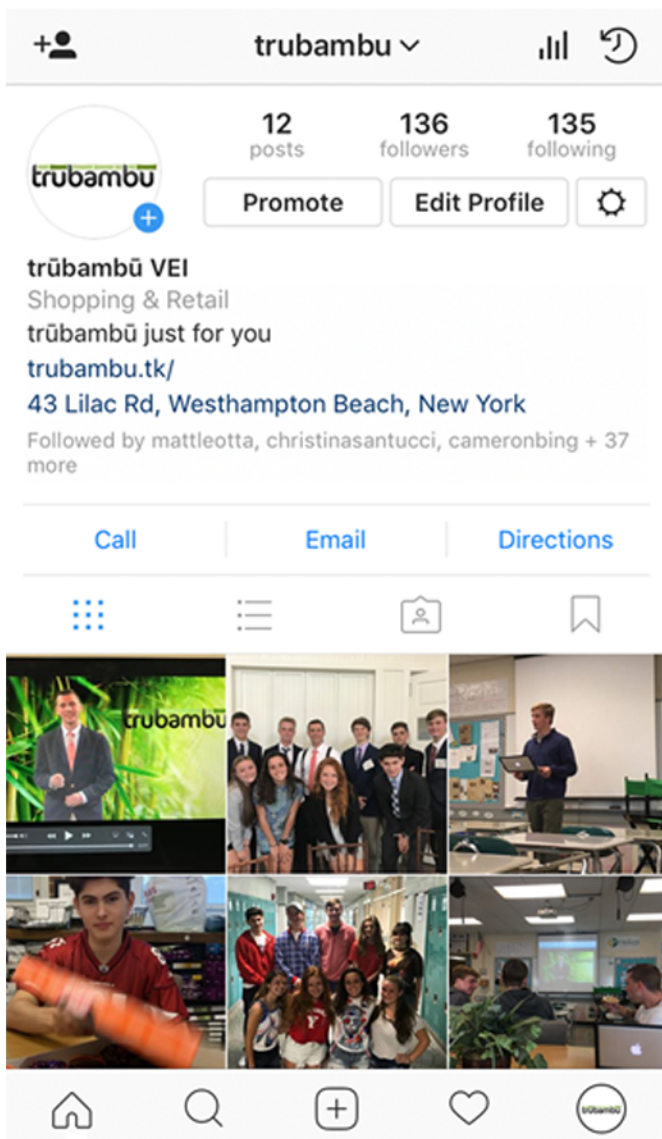 trubambu
12 136 135
posts followers following
trūbambū
Promote Edit Profile
trūbambū VEI
Shopping & Retail
trūbambū just for you
trubambu.tk/
43 Lilac Rd, Westhampton Beach, New York
Followed by mattleotta, christinasantucci, cameronbing + 37
more
Call Email Directions
trubambu
trūbambū